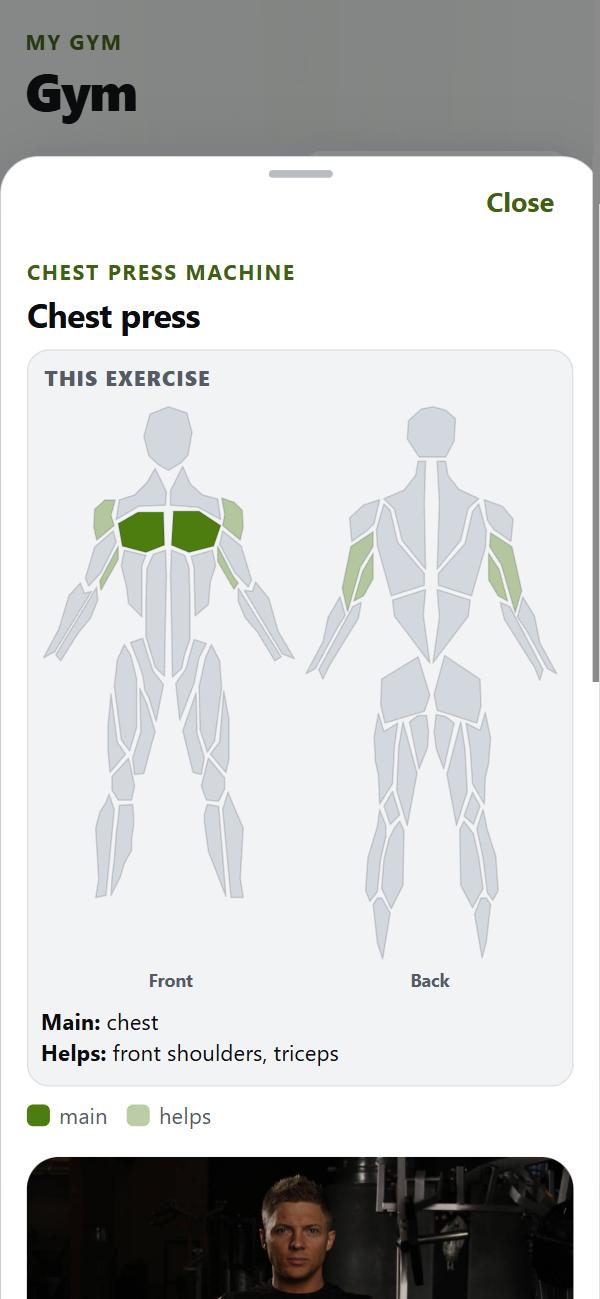 MY GYM
Gym
Close
CHEST PRESS MACHINE
Chest press
THIS EXERCISE
Front
Back
Main: chest
Helps: front shoulders, triceps
main
helps